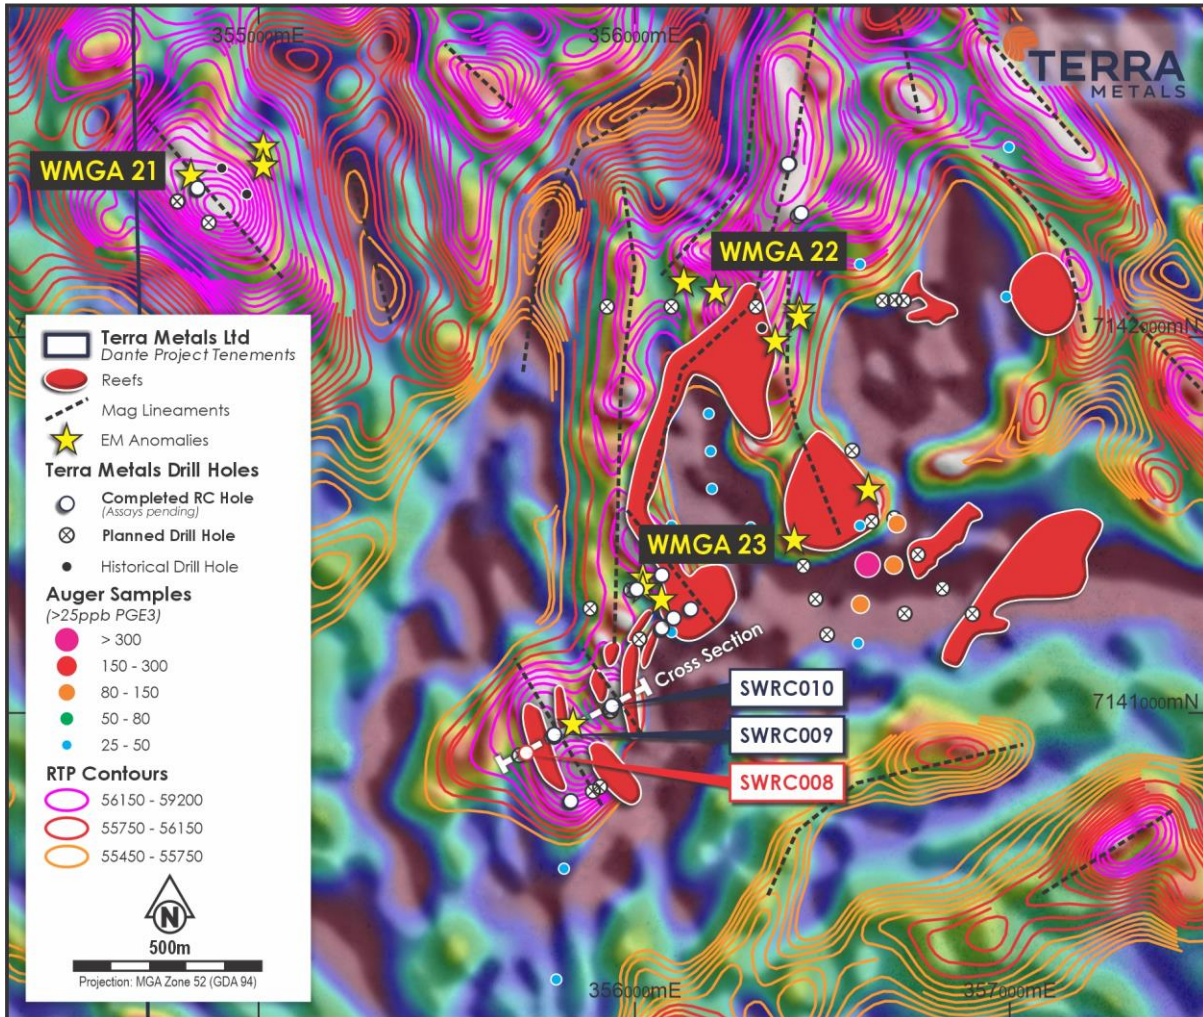 355000mE
356000mE
TERRA
METALS
WMGA 21
WMGA 22
7142000mN
Terra Metals Ltd
Dante Project Tenements
Reefs
Mag Lineaments
EM Anomalies
Terra Metals Drill Holes
Completed RC Hole
(Assays pending)
Planned Drill Hole
Historical Drill Hole
Auger Samples
(>25ppb PGE3)
> 300
150 - 300
80 - 150
50 - 80
25 - 50
RTP Contours
56150 - 59200
55750 - 56150
55450 - 55750
N
500m
Projection: MGA Zone 52 (GDA 94)
WMGA 23
Cross Section
SWRC010
7141000mN
SWRC009
SWRC008
356000mE
357000mE